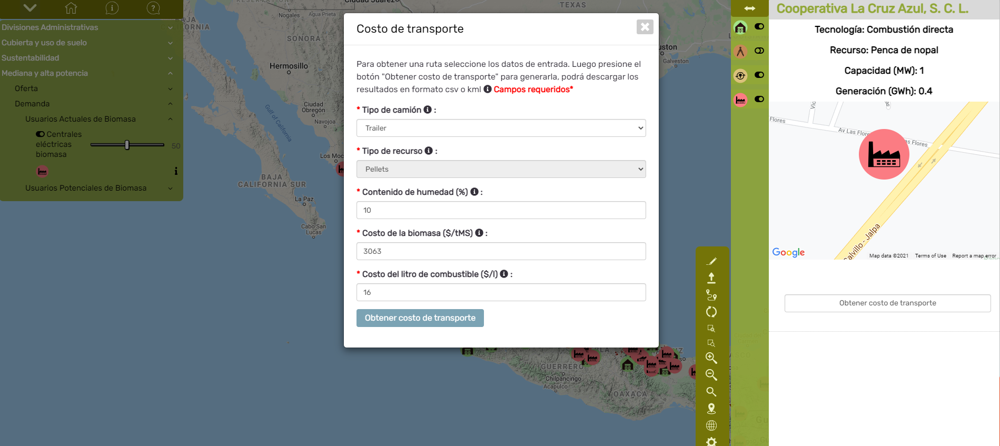 Divisiones Administrativas
Cubierta y uso de suelo
Sustentabilidad
Mediana y alta potencia
Oferta
Demanda
Usuarios Actuales de Biomasa
Centrales
eléctricas
biomasa
50
Usuarios Potenciales de Biomasa
Nogales
Agua Prieta
TEXAS
SONORA
Hermosillo
Ciudad
Obregón
Navojoa
Gulf of California
BAJA
CALIFORNIA SUR
La Paz
Cabo San
Lucas
Galveston
GUERRERO
Chilpancingo
Acapulco
OAXACA
Costo de transporte
Para obtener una ruta seleccione los datos de entrada. Luego presione el
botón "Obtener costo de transporte" para generarla, podrá descargar los
resultados en formato csv o kml Campos requeridos*
* Tipo de camión :
Trailer
* Tipo de recurso :
Pellets
* Contenido de humedad (%) :
10
* Costo de la biomasa ($/tMS) :
3063
* Costo del litro de combustible ($/l) :
16
Obtener costo de transporte
Cooperativa La Cruz Azul, S. C. L.
Tecnología: Combustión directa
Recurso: Penca de nopal
Capacidad (MW): 1
Generación (GWh): 0.4
Flores
Av Las Flores
Flores
Calvillo - Jalpa
Google
Map data ©2021 Terms of Use Report a map error
Obtener costo de transporte